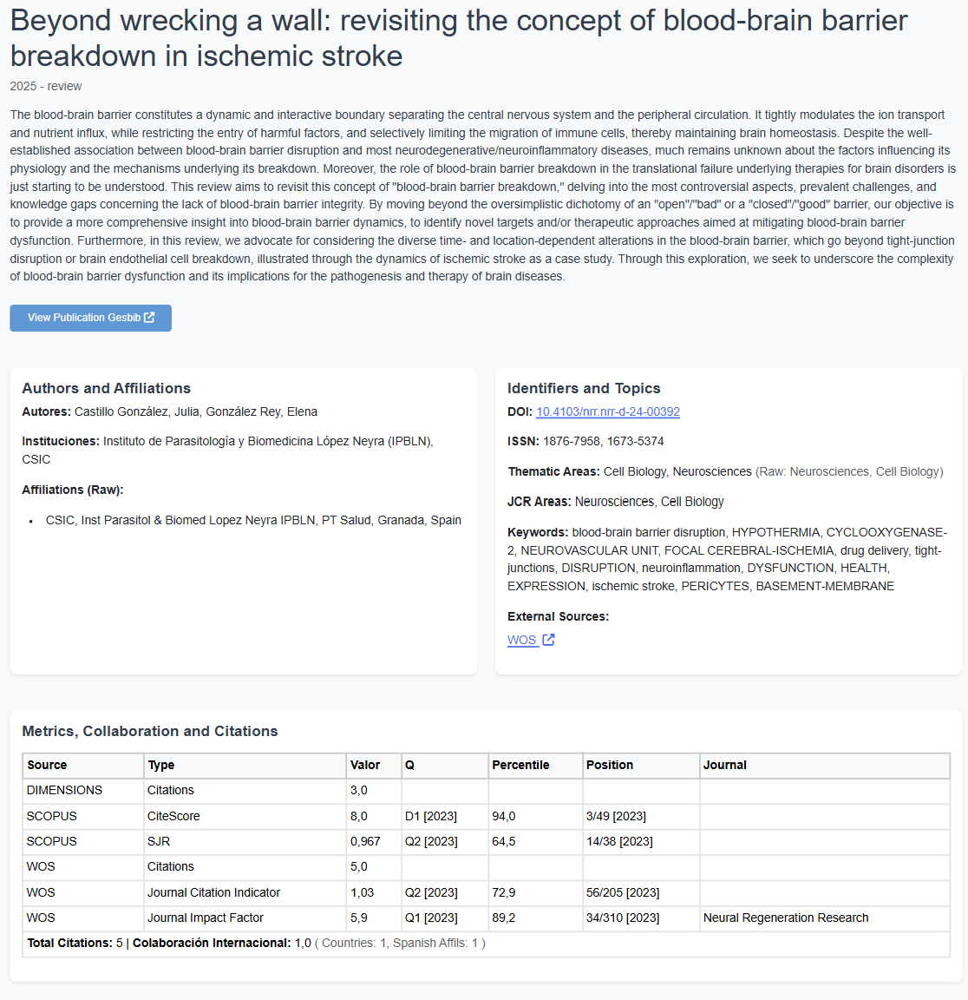 Beyond wrecking a wall: revisiting the concept of blood-brain barrier
breakdown in ischemic stroke
2025 - review
The blood-brain barrier constitutes a dynamic and interactive boundary separating the central nervous system and the peripheral circulation. It tightly modulates the ion transport
and nutrient influx, while restricting the entry of harmful factors, and selectively limiting the migration of immune cells, thereby maintaining brain homeostasis. Despite the well-
established association between blood-brain barrier disruption and most neurodegenerative/neuroinflammatory diseases, much remains unknown about the factors influencing its
physiology and the mechanisms underlying its breakdown. Moreover, the role of blood-brain barrier breakdown in the translational failure underlying therapies for brain disorders is
just starting to be understood. This review aims to revisit this concept of "blood-brain barrier breakdown," delving into the most controversial aspects, prevalent challenges, and
knowledge gaps concerning the lack of blood-brain barrier integrity. By moving beyond the oversimplistic dichotomy of an "open"/"bad" or a "closed"/"good" barrier, our objective is
to provide a more comprehensive insight into blood-brain barrier dynamics, to identify novel targets and/or therapeutic approaches aimed at mitigating blood-brain barrier
dysfunction. Furthermore, in this review, we advocate for considering the diverse time- and location-dependent alterations in the blood-brain barrier, which go beyond tight-junction
disruption or brain endothelial cell breakdown, illustrated through the dynamics of ischemic stroke as a case study. Through this exploration, we seek to underscore the complexity
of blood-brain barrier dysfunction and its implications for the pathogenesis and therapy of brain diseases.
View Publication Gesbib
Authors and Affiliations
Autores: Castillo González, Julia, González Rey, Elena
Instituciones: Instituto de Parasitología y Biomedicina López Neyra (IPBLN),
CSIC
Affiliations (Raw):
• CSIC, Inst Parasitol & Biomed Lopez Neyra IPBLN, PT Salud, Granada, Spain
Identifiers and Topics
DOI: 10.4103/nrr.nrr-d-24-00392
ISSN: 1876-7958, 1673-5374
Thematic Areas: Cell Biology, Neurosciences (Raw: Neurosciences, Cell Biology)
JCR Areas: Neurosciences, Cell Biology
Keywords: blood-brain barrier disruption, HYPOTHERMIA, CYCLOOXYGENASE-
2, NEUROVASCULAR UNIT, FOCAL CEREBRAL-ISCHEMIA, drug delivery, tight-
junctions, DISRUPTION, neuroinflammation, DYSFUNCTION, HEALTH,
EXPRESSION, ischemic stroke, PERICYTES, BASEMENT-MEMBRANE
External Sources:
WOS
Metrics, Collaboration and Citations
Source Type Valor Q Percentile Position Journal
DIMENSIONS Citations 3,0
SCOPUS CiteScore 8,0 D1 [2023] 94,0 3/49 [2023]
SCOPUS SJR 0,967 Q2 [2023] 64,5 14/38 [2023]
WOS Citations 5,0
WOS Journal Citation Indicator 1,03 Q2 [2023] 72,9 56/205 [2023]
WOS Journal Impact Factor 5,9 Q1 [2023] 89,2 34/310 [2023] Neural Regeneration Research
Total Citations: 5 | Colaboración Internacional: 1,0 ( Countries: 1, Spanish Affils: 1 )